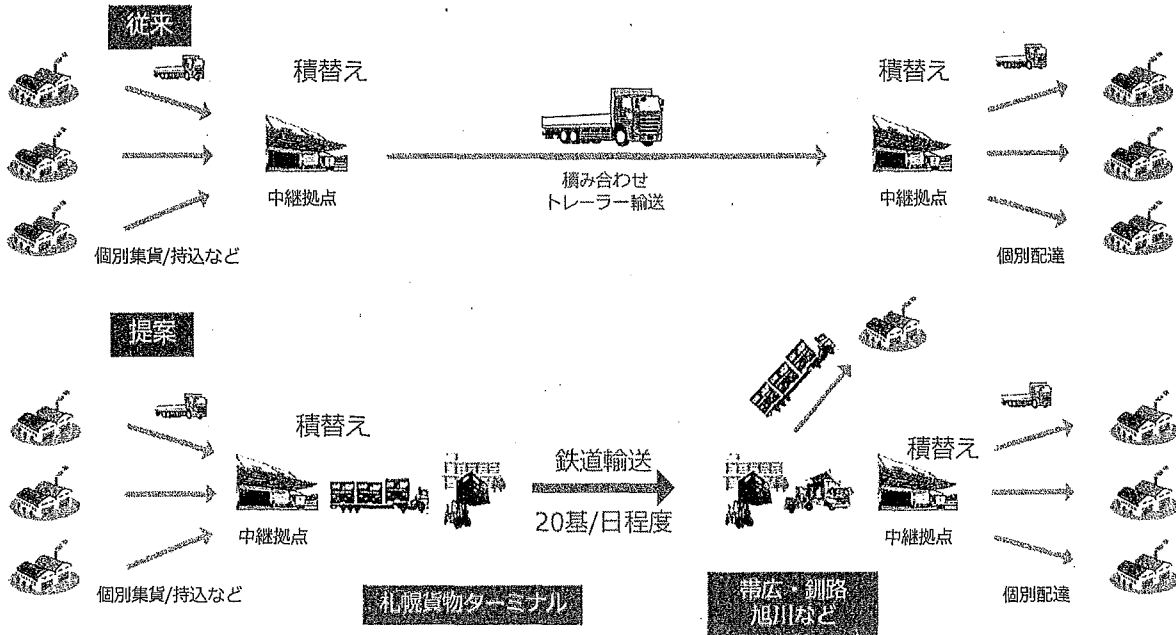 従来
積替え
積替え
中継拠点
積み合わせ
トレーラー輸送
中継拠点
個別集貨/持込など
個別配達
提案
積替え
鉄道輸送
20基/日程度
積替え
中継拠点
中継拠点
個別集貨/持込など
札幌貨物ターミナル
帯広・釧路
旭川など
個別配達